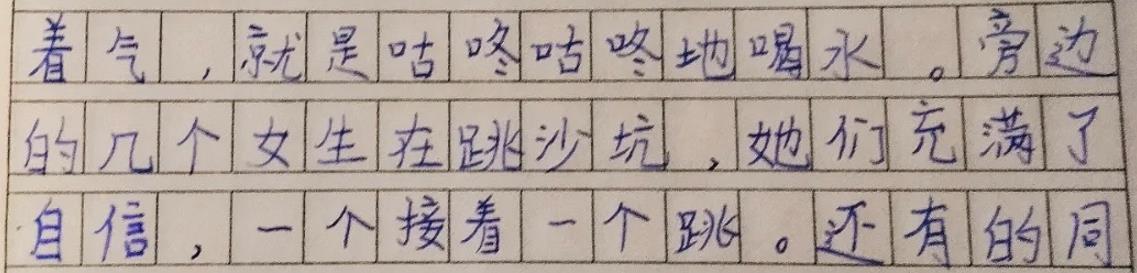 着气，就是咕咚咕咚地喝水。旁边
的几个女生在跳沙坑，她们充满了
自信，一个接着一个跳。还有的同